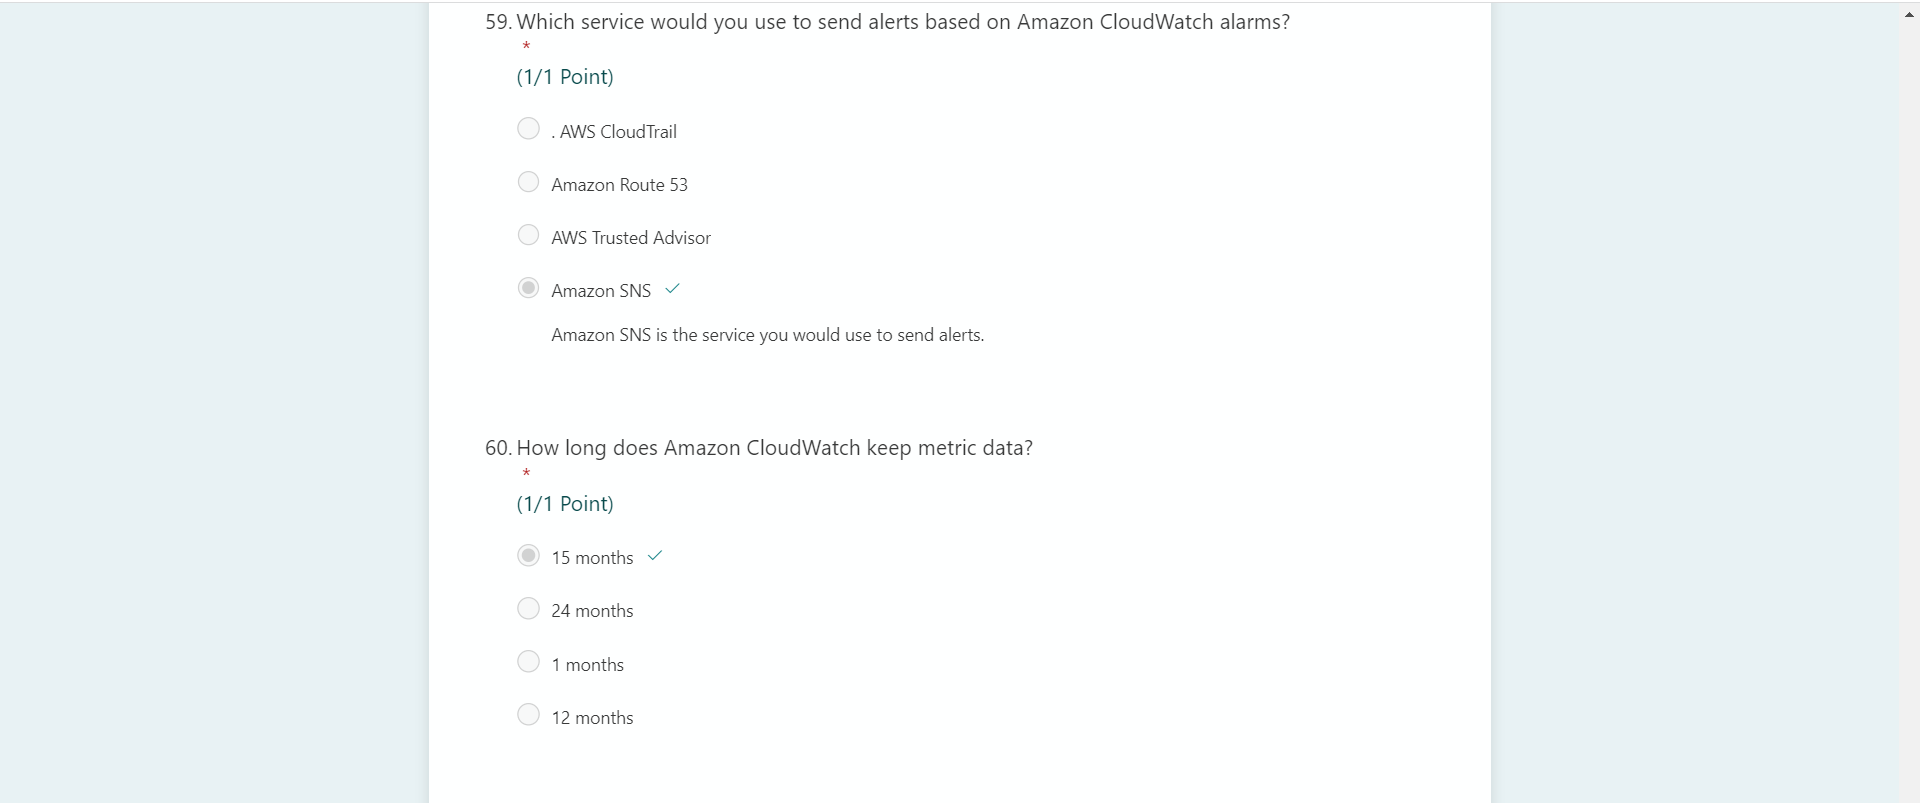 59. Which service would you use to send alerts based on Amazon CloudWatch alarms?
*
(1/1 Point)
. AWS CloudTrail
Amazon Route 53
AWS Trusted Advisor
Amazon SNS
Amazon SNS is the service you would use to send alerts.
60. How long does Amazon CloudWatch keep metric data?
*
(1/1 Point)
15 months
24 months
1 months
12 months